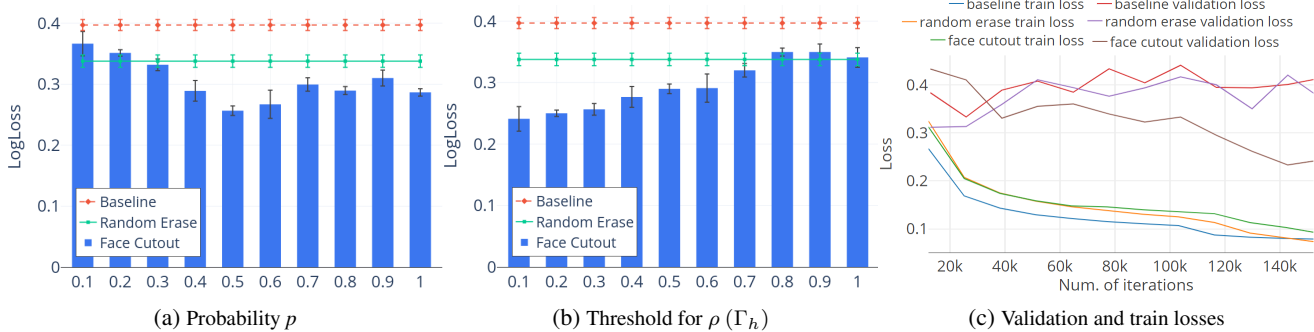 0.4
0.3
0.2
0.1
0
LogLoss
Baseline
Random Erase
Face Cutout
0.1 0.2 0.3 0.4 0.5 0.6 0.7 0.8 0.9 1
(a) Probability p
0.4
0.3
0.2
0.1
0
LogLoss
Baseline
Random Erase
Face Cutout
0.1 0.2 0.3 0.4 0.5 0.6 0.7 0.8 0.9 1
(b) Threshold for ρ (Γh)
baseline train loss baseline validation loss
random erase train loss random erase validation loss
face cutout train loss face cutout validation loss
0.4
0.3
0.2
0.1
Loss
20k 40k 60k 80k 100k 120k 140k
Num. of iterations
(c) Validation and train losses